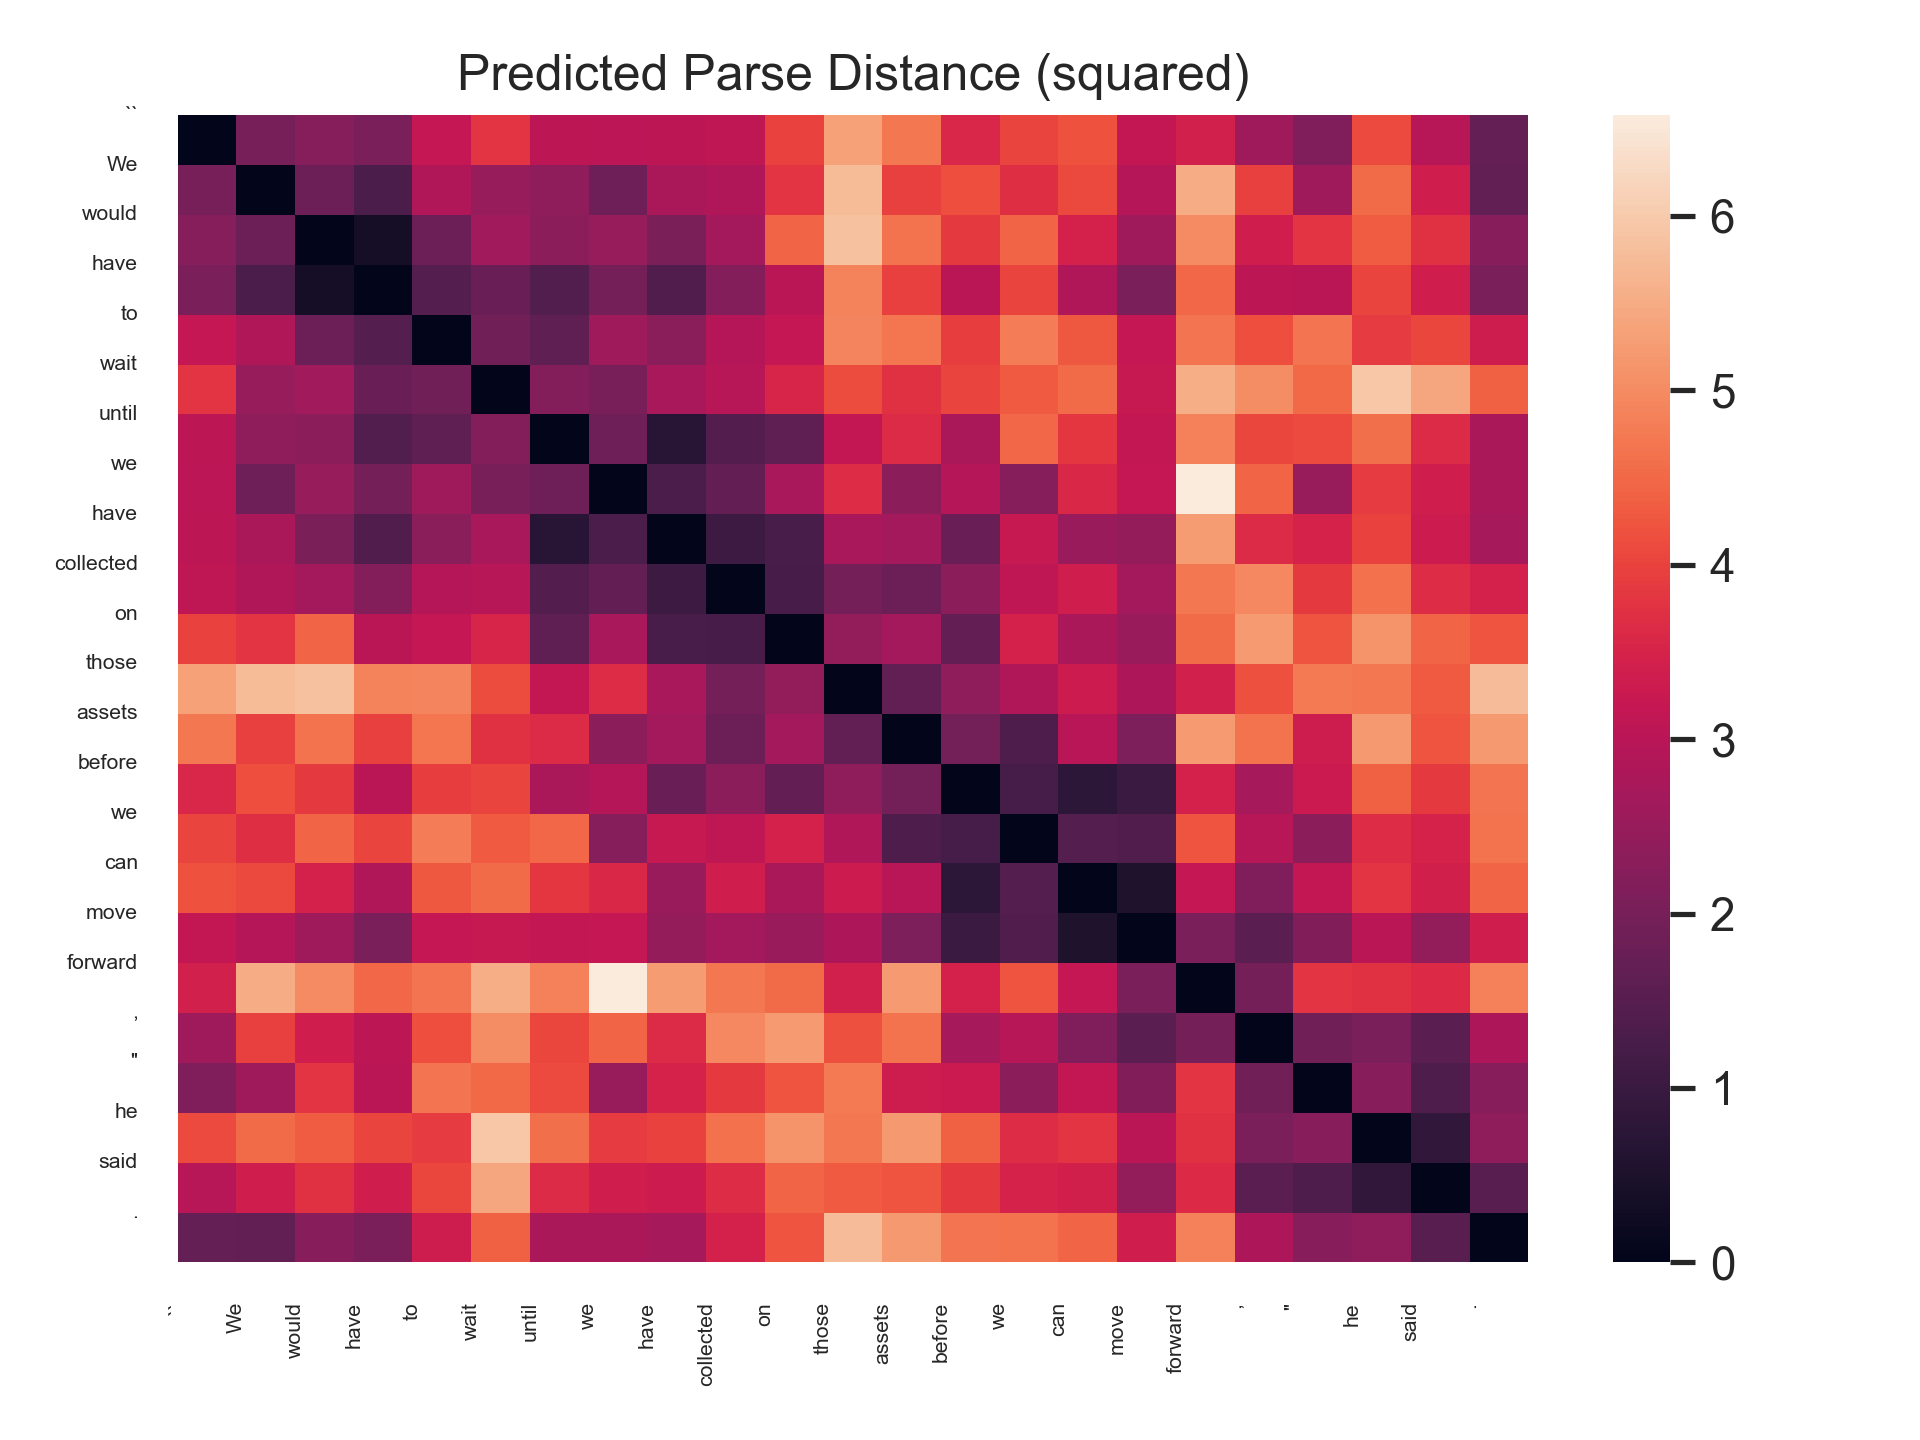 Predicted Parse Distance (squared)
``
We
would
have
to
wait
until
we
have
collected
on
those
assets
before
we
can
move
forward
,
"
he
said
.
6
5
4
3
2
1
0
`` We would have to wait until we have collected on those assets before we can move forward , " he said .